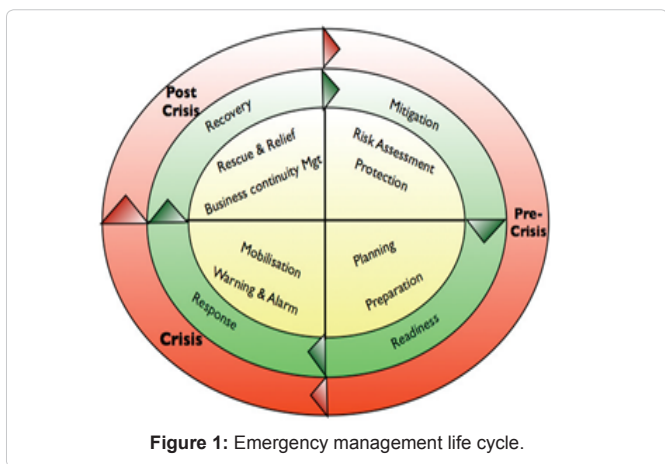 Post
Crisis
Recovery
Mitigation
Rescue & Relief
Business continuity Mgt
Risk Assessment
Protection
Pre-
Crisis
Mobilisation
Warning & Alarm
Planning
Preparation
Response
Readiness
Crisis
Figure 1: Emergency management life cycle.